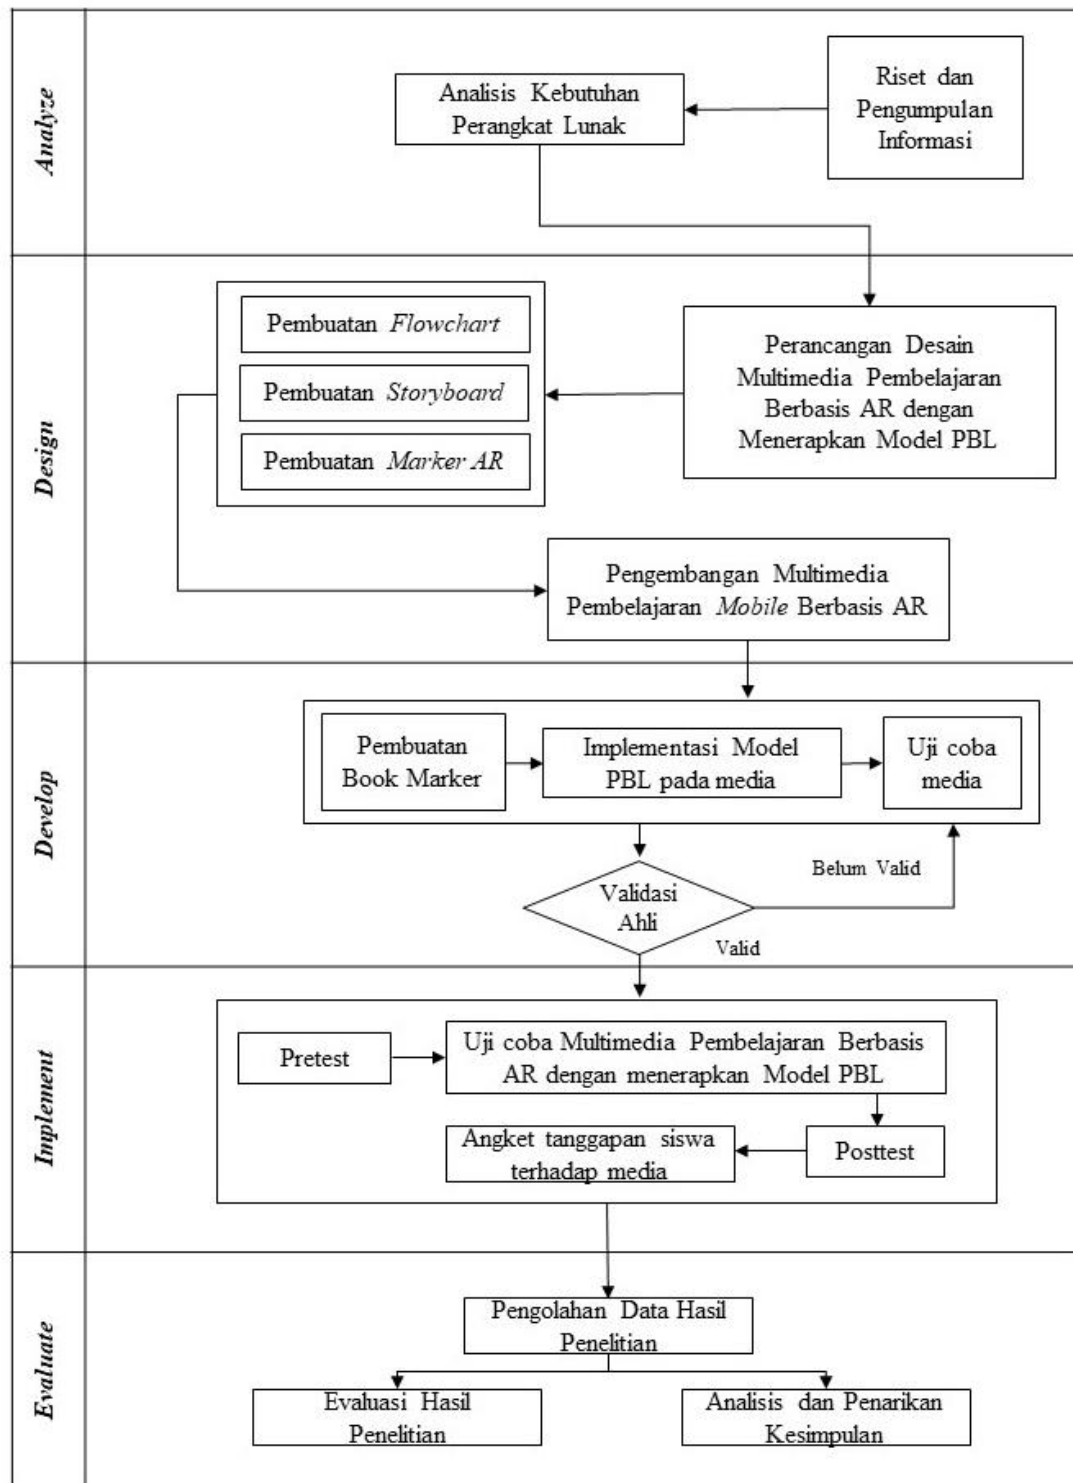 Analyze
Riset dan
Pengumpulan
Informasi
Analisis Kebutuhan
Perangkat Lunak
Design
Perancangan Desain
Multimedia Pembelajaran
Berbasis AR dengan
Menerapkan Model PBL
Pembuatan Flowchart
Pembuatan Storyboard
Pembuatan Marker AR
Pengembangan Multimedia
Pembelajaran Mobile Berbasis AR
Develop
Pembuatan
Book Marker
Implementasi Model
PBL pada media
Uji coba
media
Validasi
Ahli
Belum Valid
Valid
Implement
Pretest
Uji coba Multimedia Pembelajaran Berbasis
AR dengan menerapkan Model PBL
Posttest
Angket tanggapan siswa
terhadap media
Evaluate
Pengolahan Data Hasil
Penelitian
Evaluasi Hasil
Penelitian
Analisis dan Penarikan
Kesimpulan